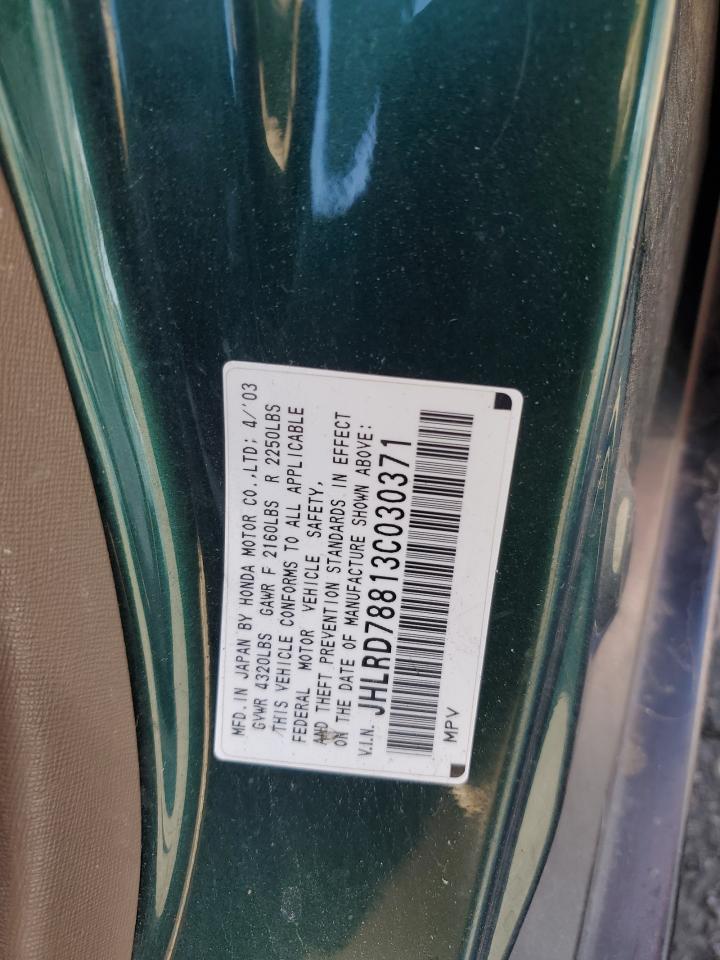 MFD. IN JAPAN BY HONDA MOTOR CO.,LTD; 4/'03
GVWR 4320LBS GAWR F 2160LBS R 2250LBS
THIS VEHICLE CONFORMS TO ALL APPLICABLE
FEDERAL MOTOR VEHICLE SAFETY,
AND THEFT PREVENTION STANDARDS IN EFFECT
ON THE DATE OF MANUFACTURE SHOWN ABOVE:
V.I.N. JHLRD78813C030371
MPV